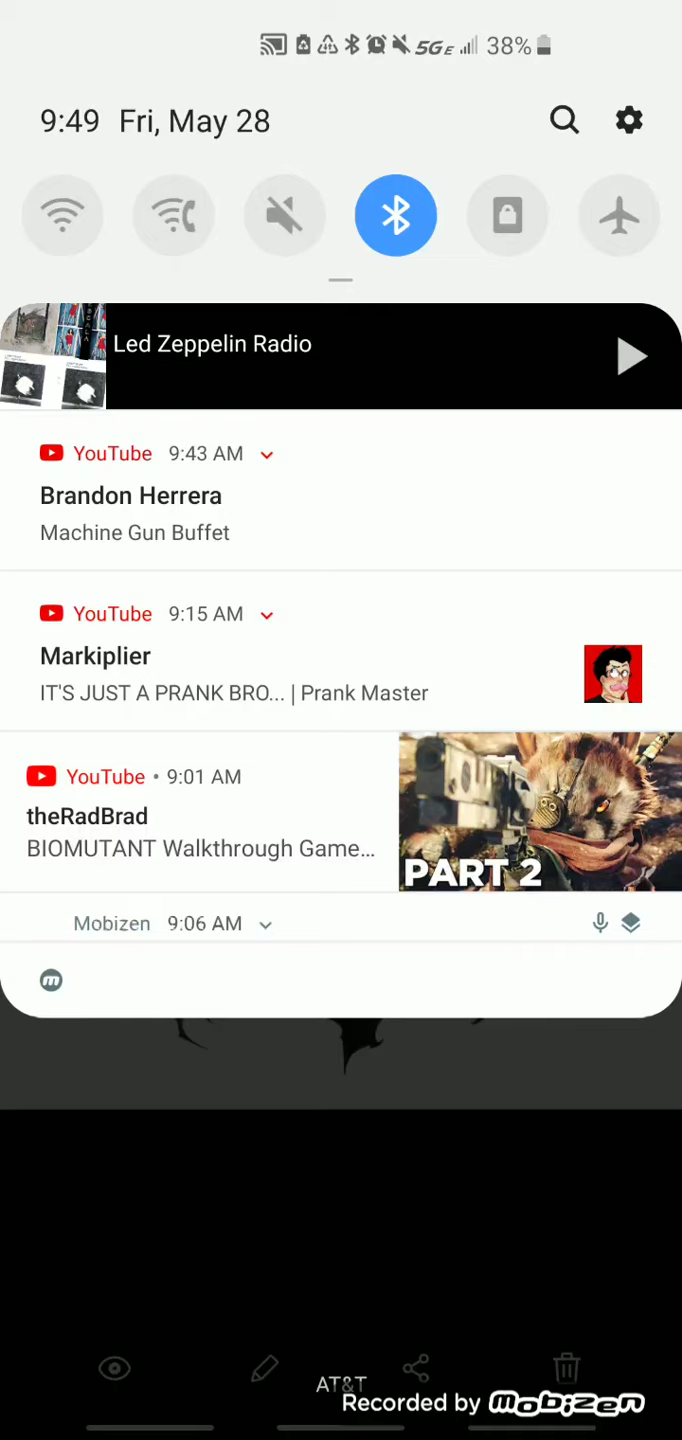 5GE 38%
9:49 Fri, May 28
Led Zeppelin Radio
YouTube 9:43 AM
Brandon Herrera
Machine Gun Buffet
YouTube 9:15 AM
Markiplier
IT'S JUST A PRANK BRO... | Prank Master
YouTube • 9:01 AM
theRadBrad
BIOMUTANT Walkthrough Game...
PART 2
Mobizen 9:06 AM
m
AT&T
Recorded by mobizen